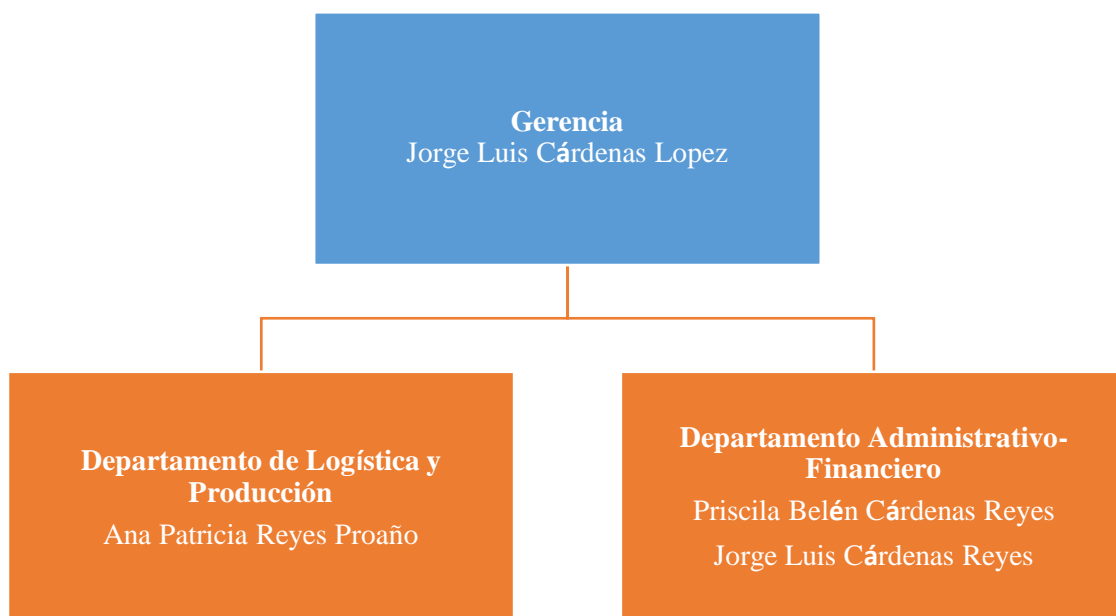 Gerencia
Jorge Luis Cárdenas Lopez
Departamento de Logística y
Producción
Ana Patricia Reyes Proaño
Departamento Administrativo-
Financiero
Priscila Belén Cárdenas Reyes
Jorge Luis Cárdenas Reyes